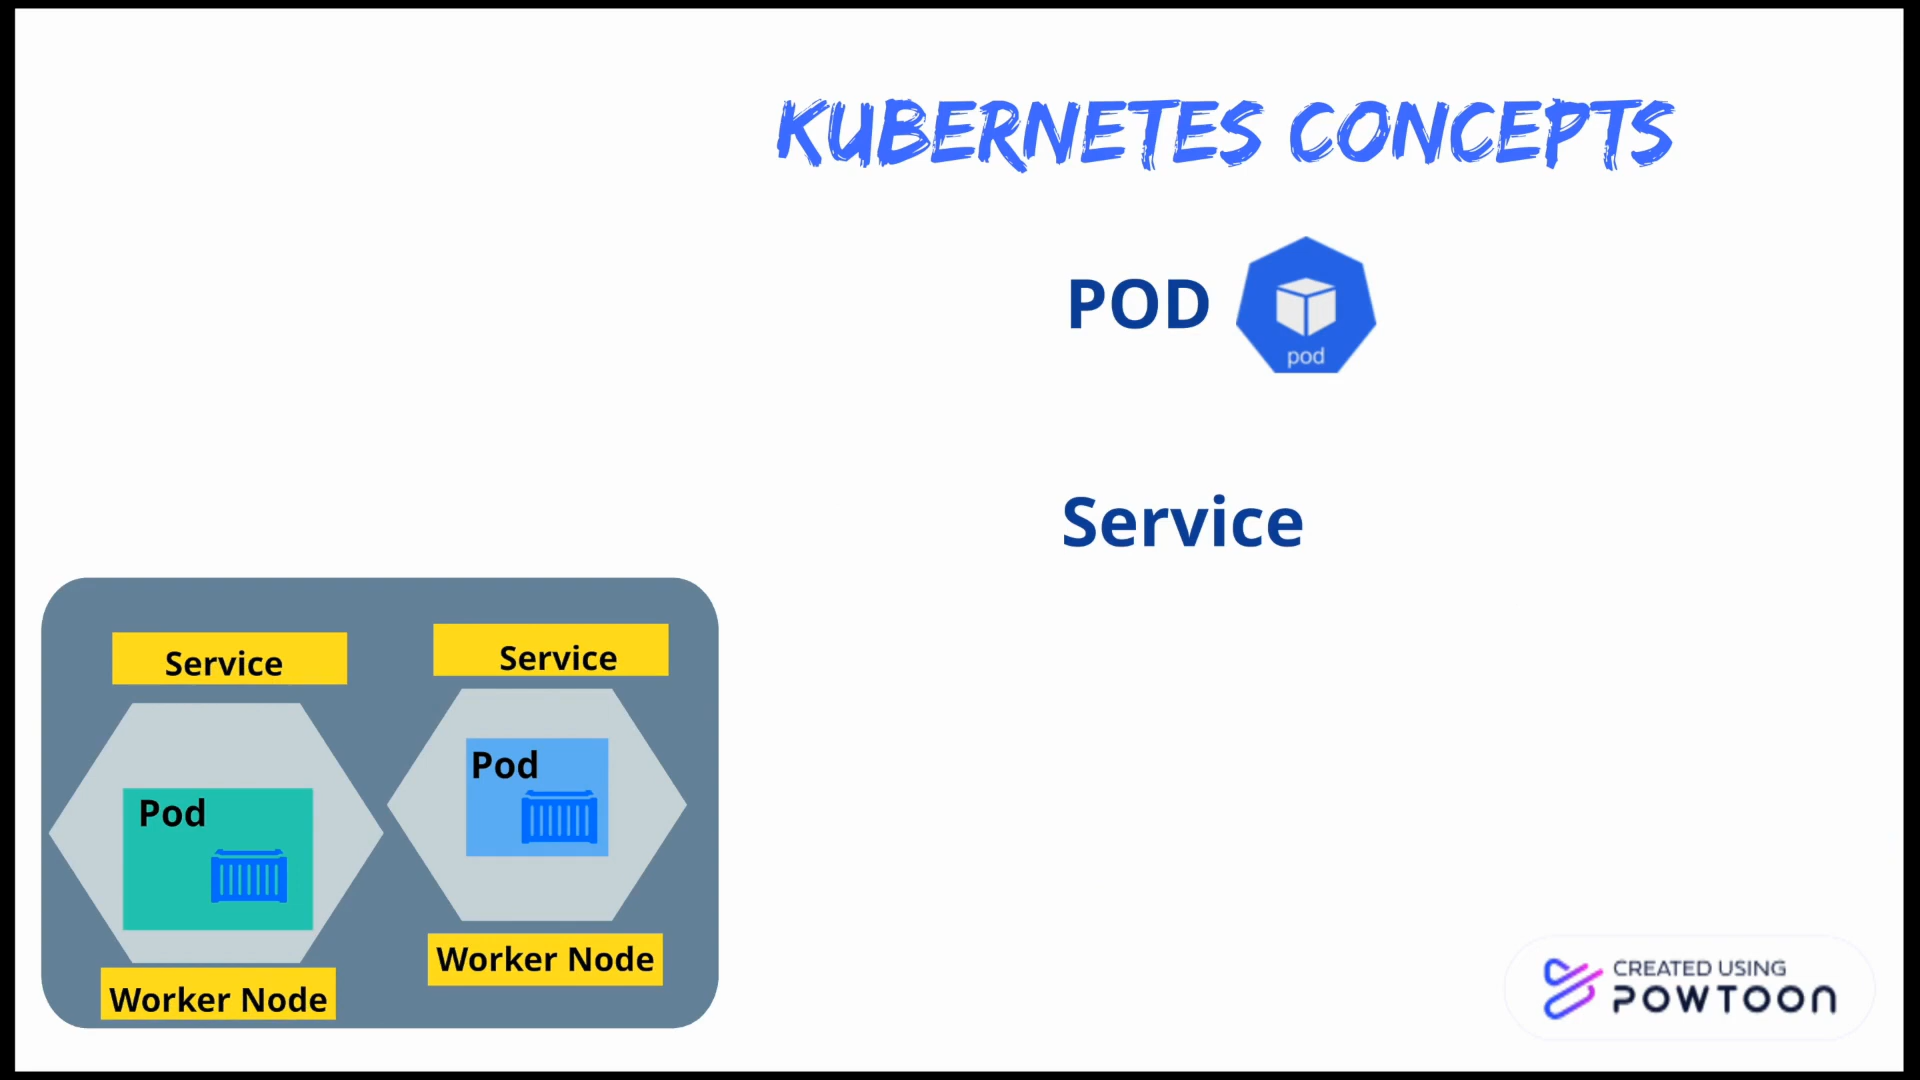 KUBERNETES CONCEPTS
POD
pod
Service
Service
Service
Pod
Pod
Worker Node
Worker Node
CREATED USING
POWTOON